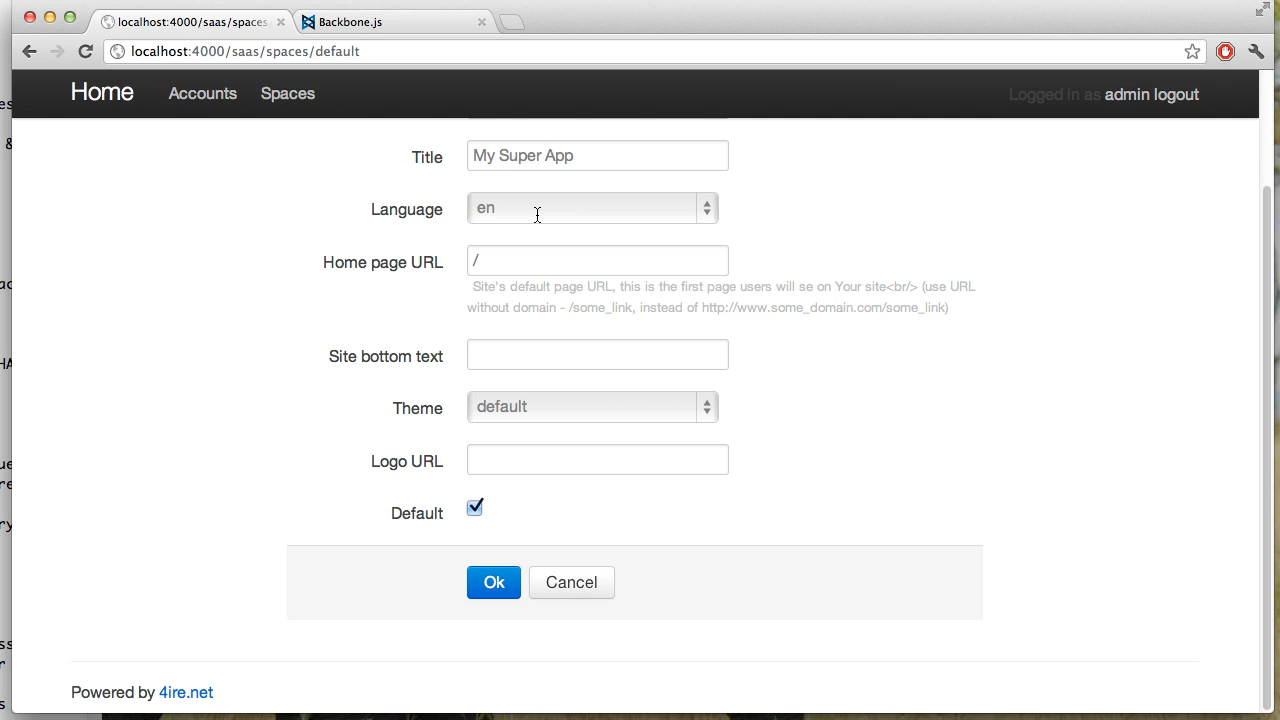 localhost:4000/saas/spaces
Backbone.js
localhost:4000/saas/spaces/default
Home Accounts Spaces Logged in as admin logout
Title My Super App
Language en
Home page URL /
Site's default page URL, this is the first page users will se on Your site<br/> (use URL
without domain - /some_link, instead of http://www.some_domain.com/some_link)
Site bottom text
Theme default
Logo URL
Default
Ok Cancel
Powered by 4ire.net